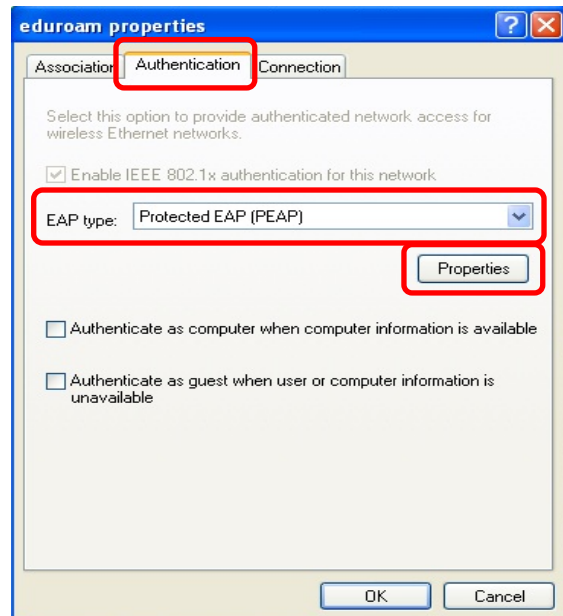 eduroam properties
Association Authentication Connection
Select this option to provide authenticated network access for
wireless Ethernet networks.
Enable IEEE 802.1x authentication for this network
EAP type: Protected EAP (PEAP)
Properties
Authenticate as computer when computer information is available
Authenticate as guest when user or computer information is
unavailable
OK Cancel